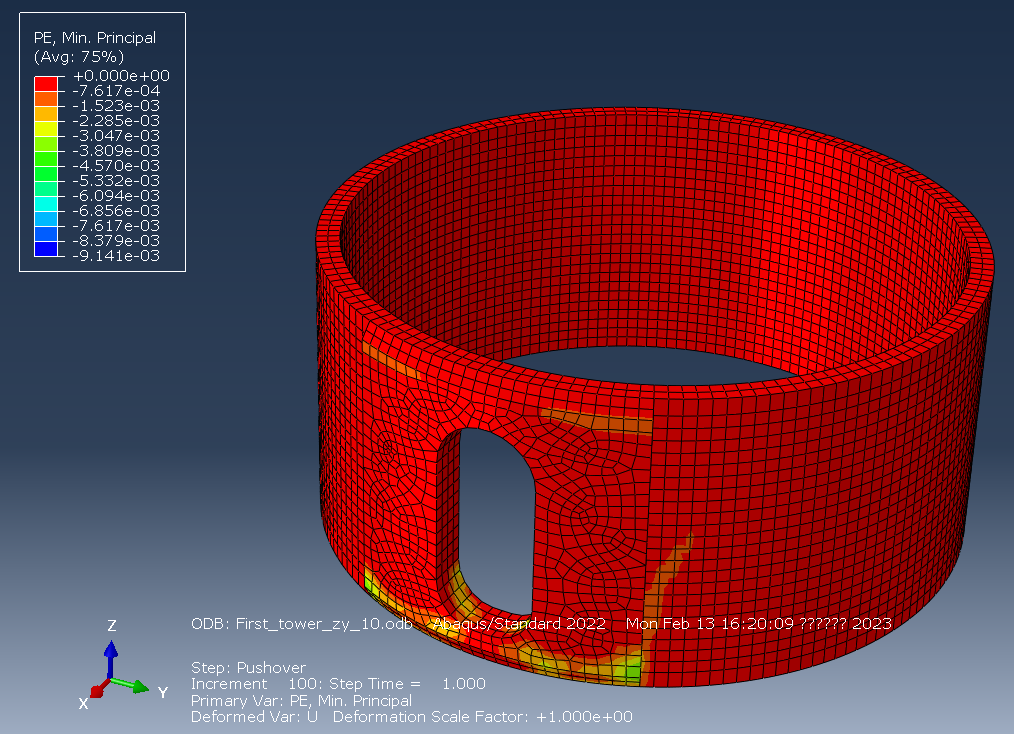 PE, Min. Principal
(Avg: 75%)
+0.000e+00
-7.617e-04
-1.523e-03
-2.285e-03
-3.047e-03
-3.809e-03
-4.570e-03
-5.332e-03
-6.094e-03
-6.856e-03
-7.617e-03
-8.379e-03
-9.141e-03
Z
Y
X
ODB: First_tower_zy_10.odb Abaqus/Standard 2022 Mon Feb 13 16:20:09 ?????? 2023
Step: Pushover
Increment 100: Step Time = 1.000
Primary Var: PE, Min. Principal
Deformed Var: U Deformation Scale Factor: +1.000e+00